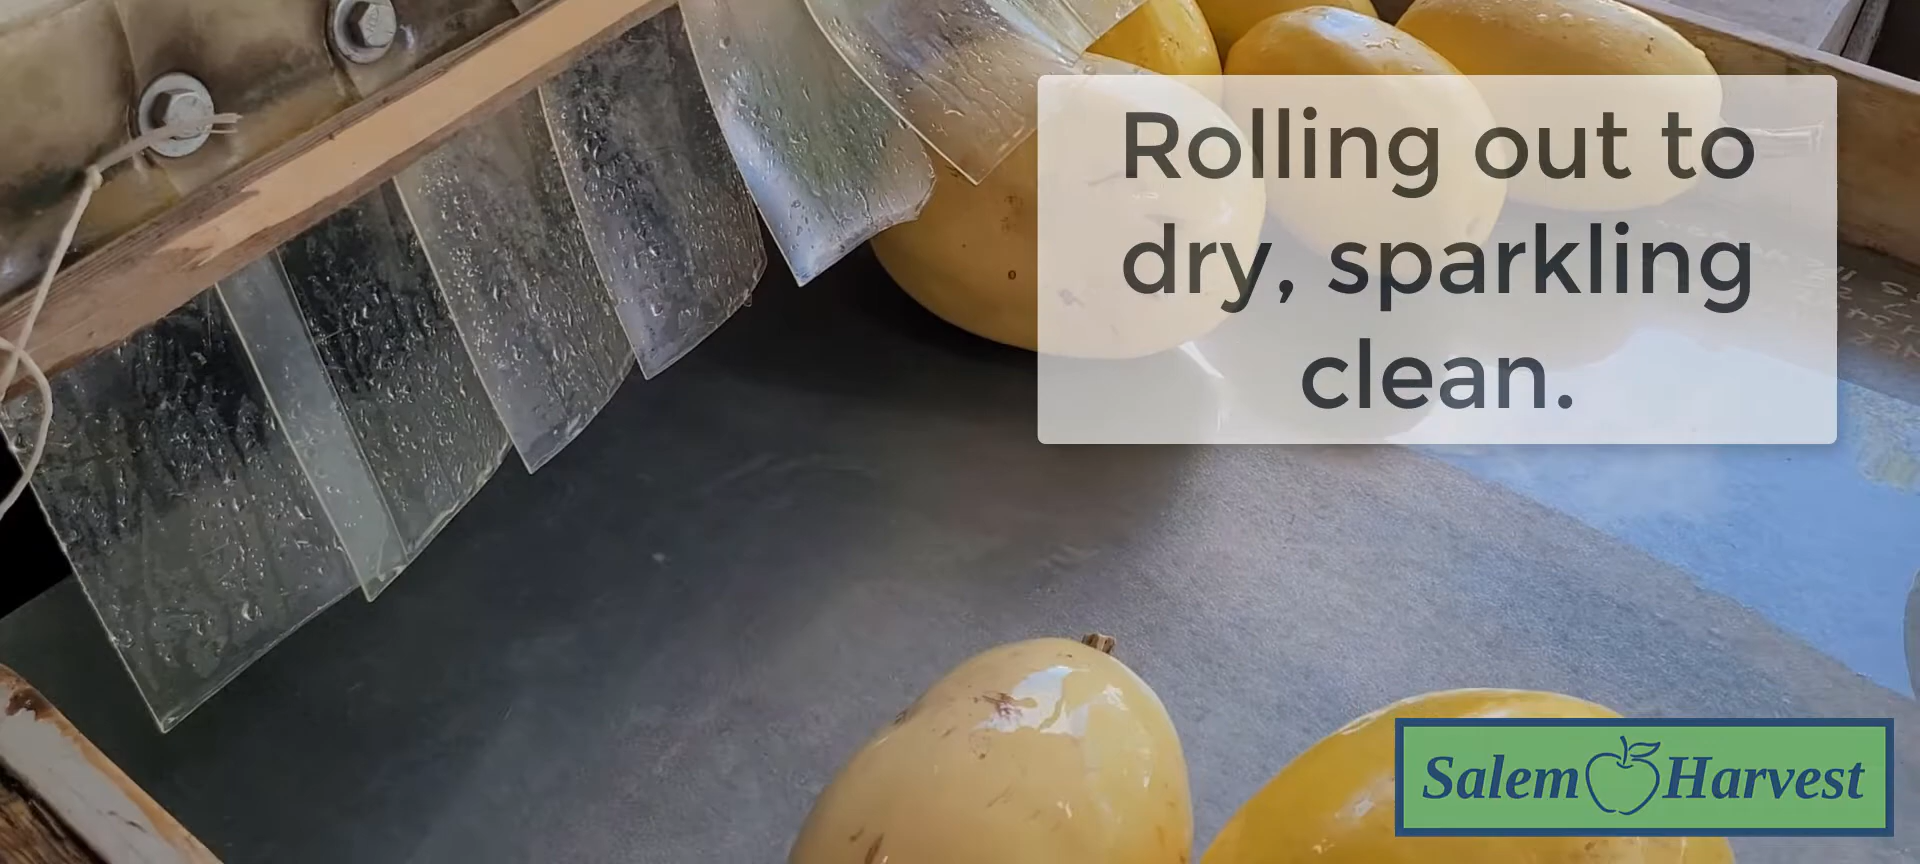 Rolling out to
dry, sparkling
clean.
Salem Harvest